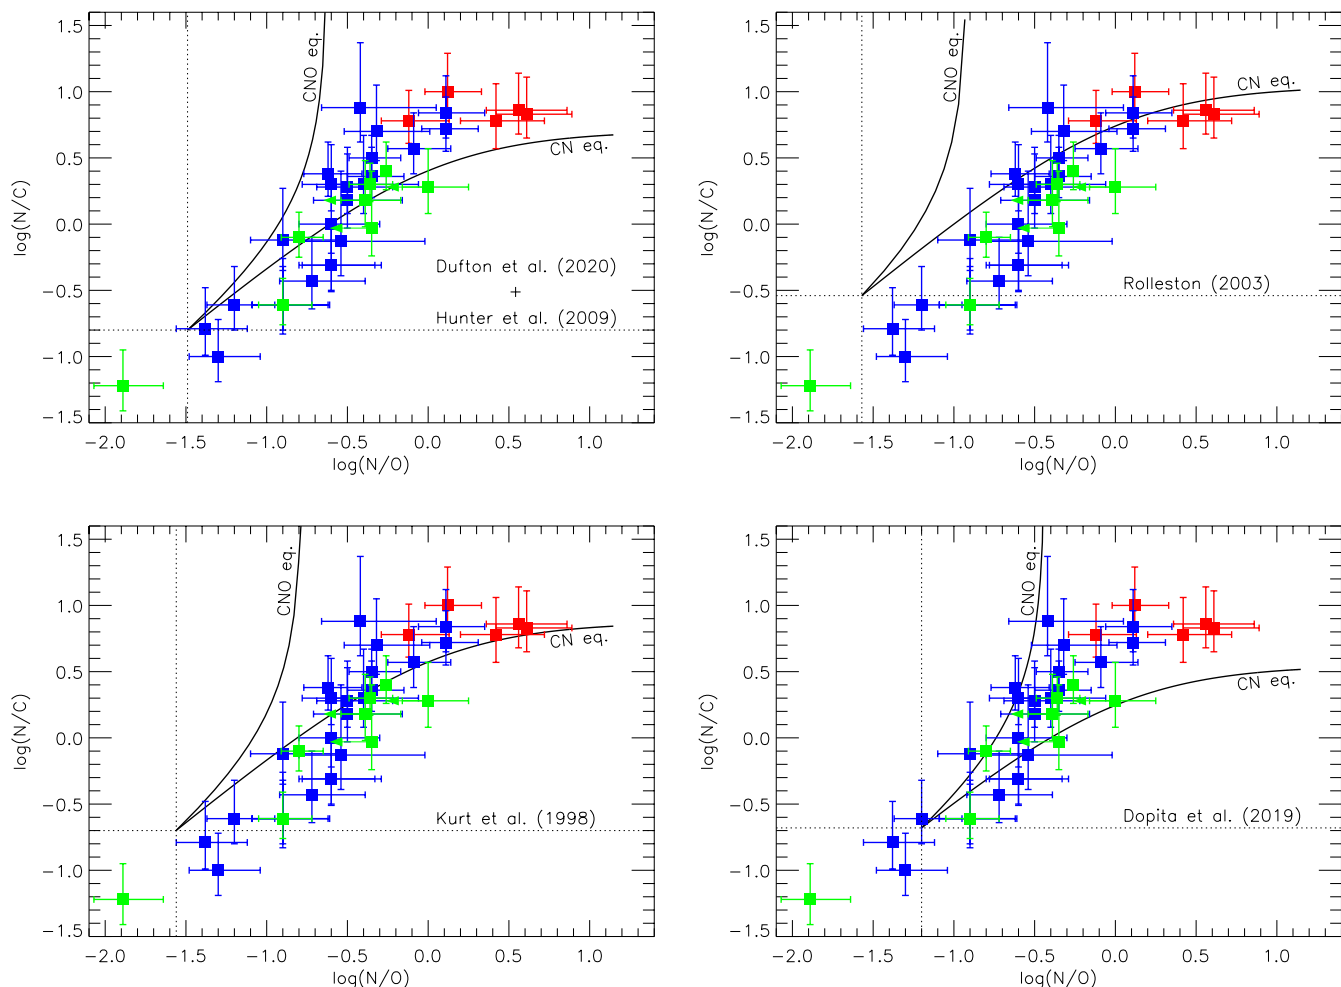 1.5
1.0
0.5
0.0
−0.5
−1.0
−1.5
log(N/C)
CNO eq.
CN eq.
Dufton et al. (2020)
+
Hunter et al. (2009)
−2.0 −1.5 −1.0 −0.5 0.0 0.5 1.0
log(N/O)
1.5
1.0
0.5
0.0
−0.5
−1.0
−1.5
log(N/C)
CNO eq.
CN eq.
Rolleston (2003)
−2.0 −1.5 −1.0 −0.5 0.0 0.5 1.0
log(N/O)
1.5
1.0
0.5
0.0
−0.5
−1.0
−1.5
log(N/C)
CNO eq.
CN eq.
Kurt et al. (1998)
−2.0 −1.5 −1.0 −0.5 0.0 0.5 1.0
log(N/O)
1.5
1.0
0.5
0.0
−0.5
−1.0
−1.5
log(N/C)
CNO eq.
CN eq.
Dopita et al. (2019)
−2.0 −1.5 −1.0 −0.5 0.0 0.5 1.0
log(N/O)